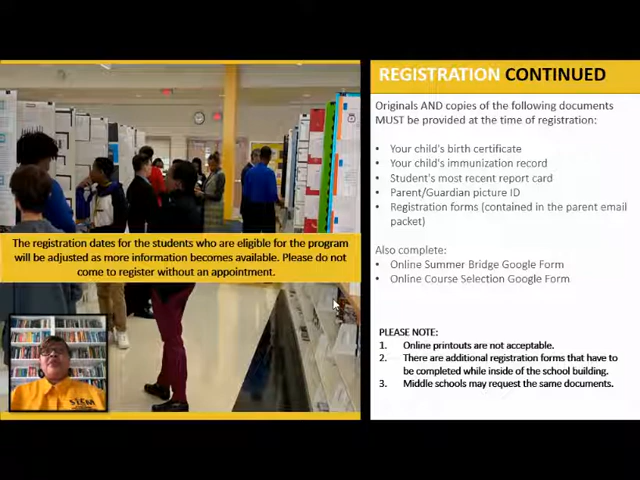 REGISTRATION CONTINUED
Originals AND copies of the following documents
MUST be provided at the time of registration:
• Your child's birth certificate
• Your child's immunization record
• Student's most recent report card
• Parent/Guardian picture ID
• Registration forms (contained in the parent email
packet)
Also complete:
• Online Summer Bridge Google Form
• Online Course Selection Google Form
PLEASE NOTE:
1. Online printouts are not acceptable.
2. There are additional registration forms that have to
be completed while inside of the school building.
3. Middle schools may request the same documents.
The registration dates for the students who are eligible for the program
will be adjusted as more information becomes available. Please do not
come to register without an appointment.
STEM